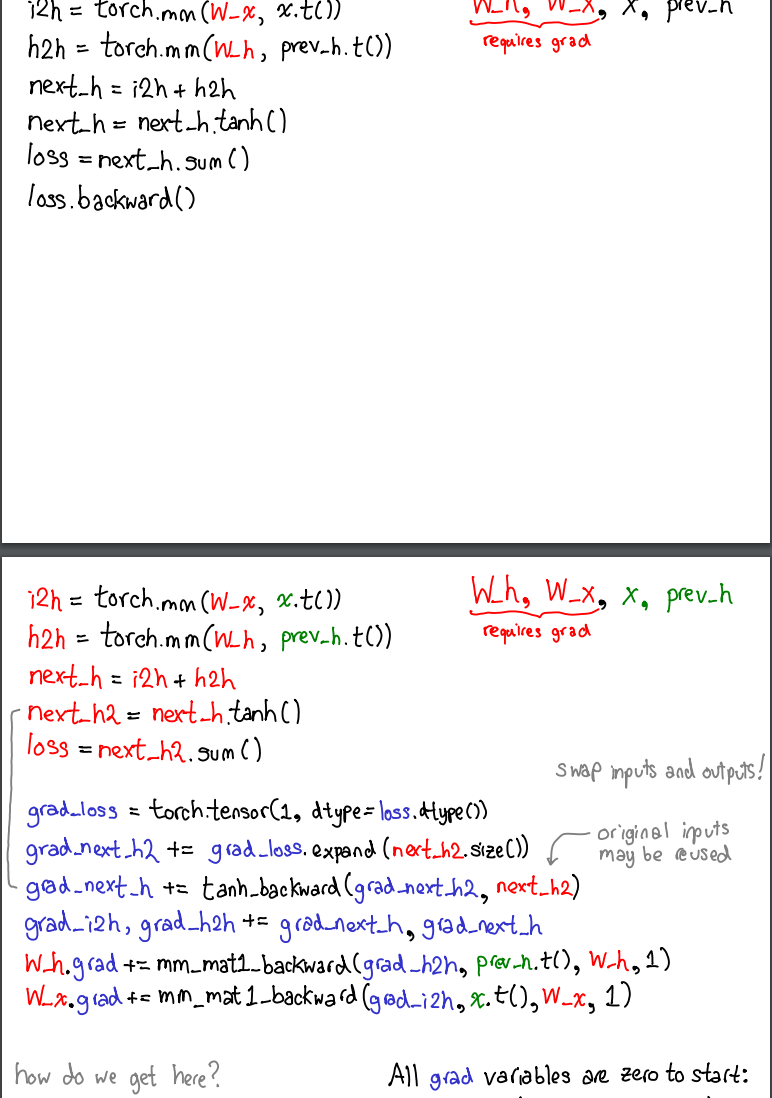 i2h = torch.mm(W_x, x.t())
W_h, W_x, x, prev_h
h2h = torch.mm(W_h, prev_h.t())
requires grad
next_h = i2h + h2h
next_h = next_h.tanh()
loss = next_h.sum()
loss.backward()
i2h = torch.mm(W_x, x.t())
W_h, W_x, x, prev_h
h2h = torch.mm(W_h, prev_h.t())
requires grad
next_h = i2h + h2h
next_h2 = next_h.tanh()
loss = next_h2.sum()
swap inputs and outputs!
grad_loss = torch.tensor(1, dtype=loss.dtype())
original inputs
grad_next_h2 += grad_loss.expand(next_h2.size())
may be reused
grad_next_h += tanh_backward(grad_next_h2, next_h2)
grad_i2h, grad_h2h += grad_next_h, grad_next_h
W_h.grad += mm_mat1_backward(grad_h2h, prev_h.t(), W_h, 1)
W_x.grad += mm_mat1_backward(grad_i2h, x.t(), W_x, 1)
how do we get here?
All grad variables are zero to start: